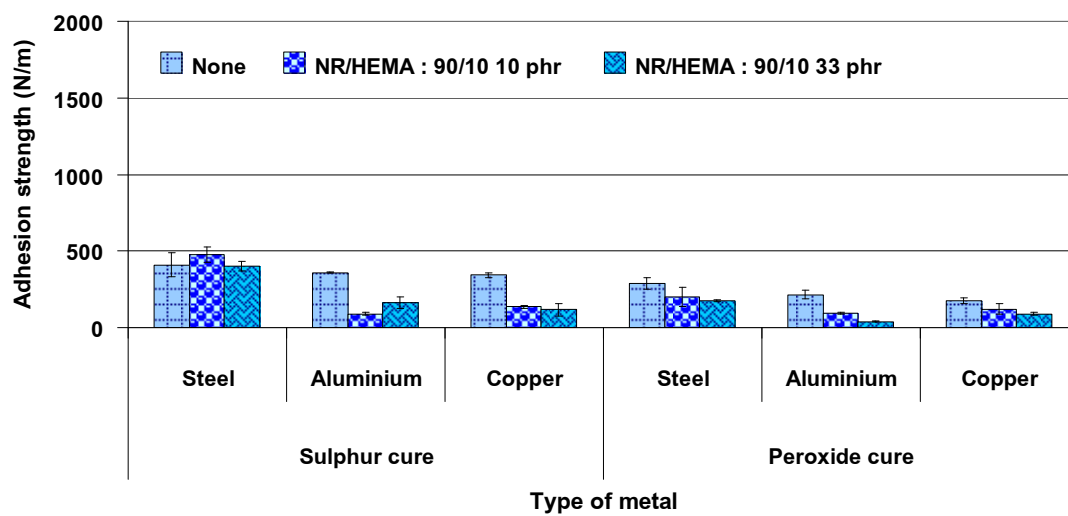 2000
1500
1000
500
0
Adhesion strength (N/m)
None
NR/HEMA : 90/10 10 phr
NR/HEMA : 90/10 33 phr
Steel
Aluminium
Copper
Steel
Aluminium
Copper
Sulphur cure
Peroxide cure
Type of metal